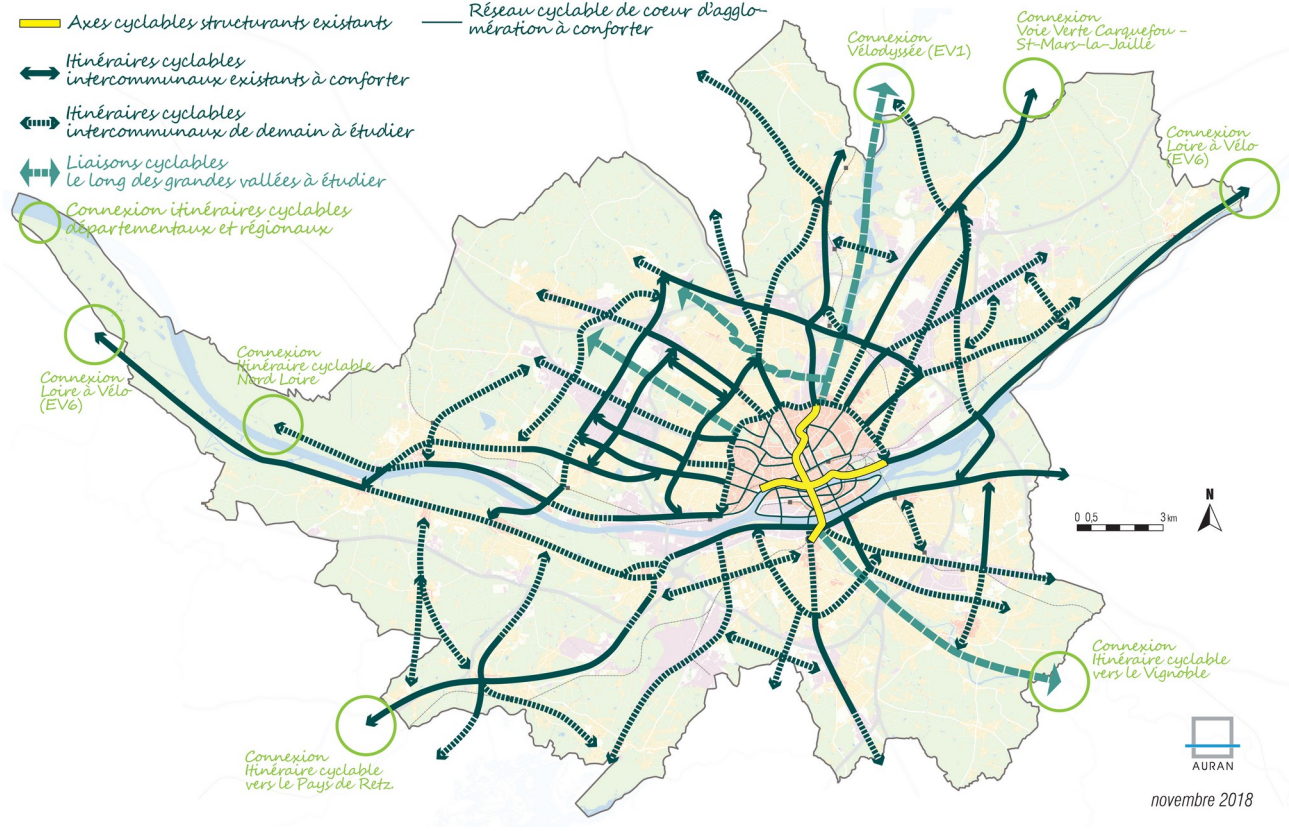 Axes cyclables structurants existants
Réseau cyclable de coeur d'agglo-
mération à conforter
Itinéraires cyclables
intercommunaux existants à conforter
Itinéraires cyclables
intercommunaux de demain à étudier
Liaisons cyclables
le long des grandes vallées à étudier
Connexion itinéraires cyclables
départementaux et régionaux
Connexion
Vélodyssée (EV1)
Connexion
Voie Verte Carquefou -
St-Mars-la-Jaille
Connexion
Loire à Vélo
(EV6)
Connexion
Loire à Vélo
(EV6)
Connexion
Itinéraire cyclable
Nord Loire
N
0 0,5 3 km
Connexion
Itinéraire cyclable
vers le Vignoble
Connexion
Itinéraire cyclable
vers le Pays de Retz
AURAN
novembre 2018